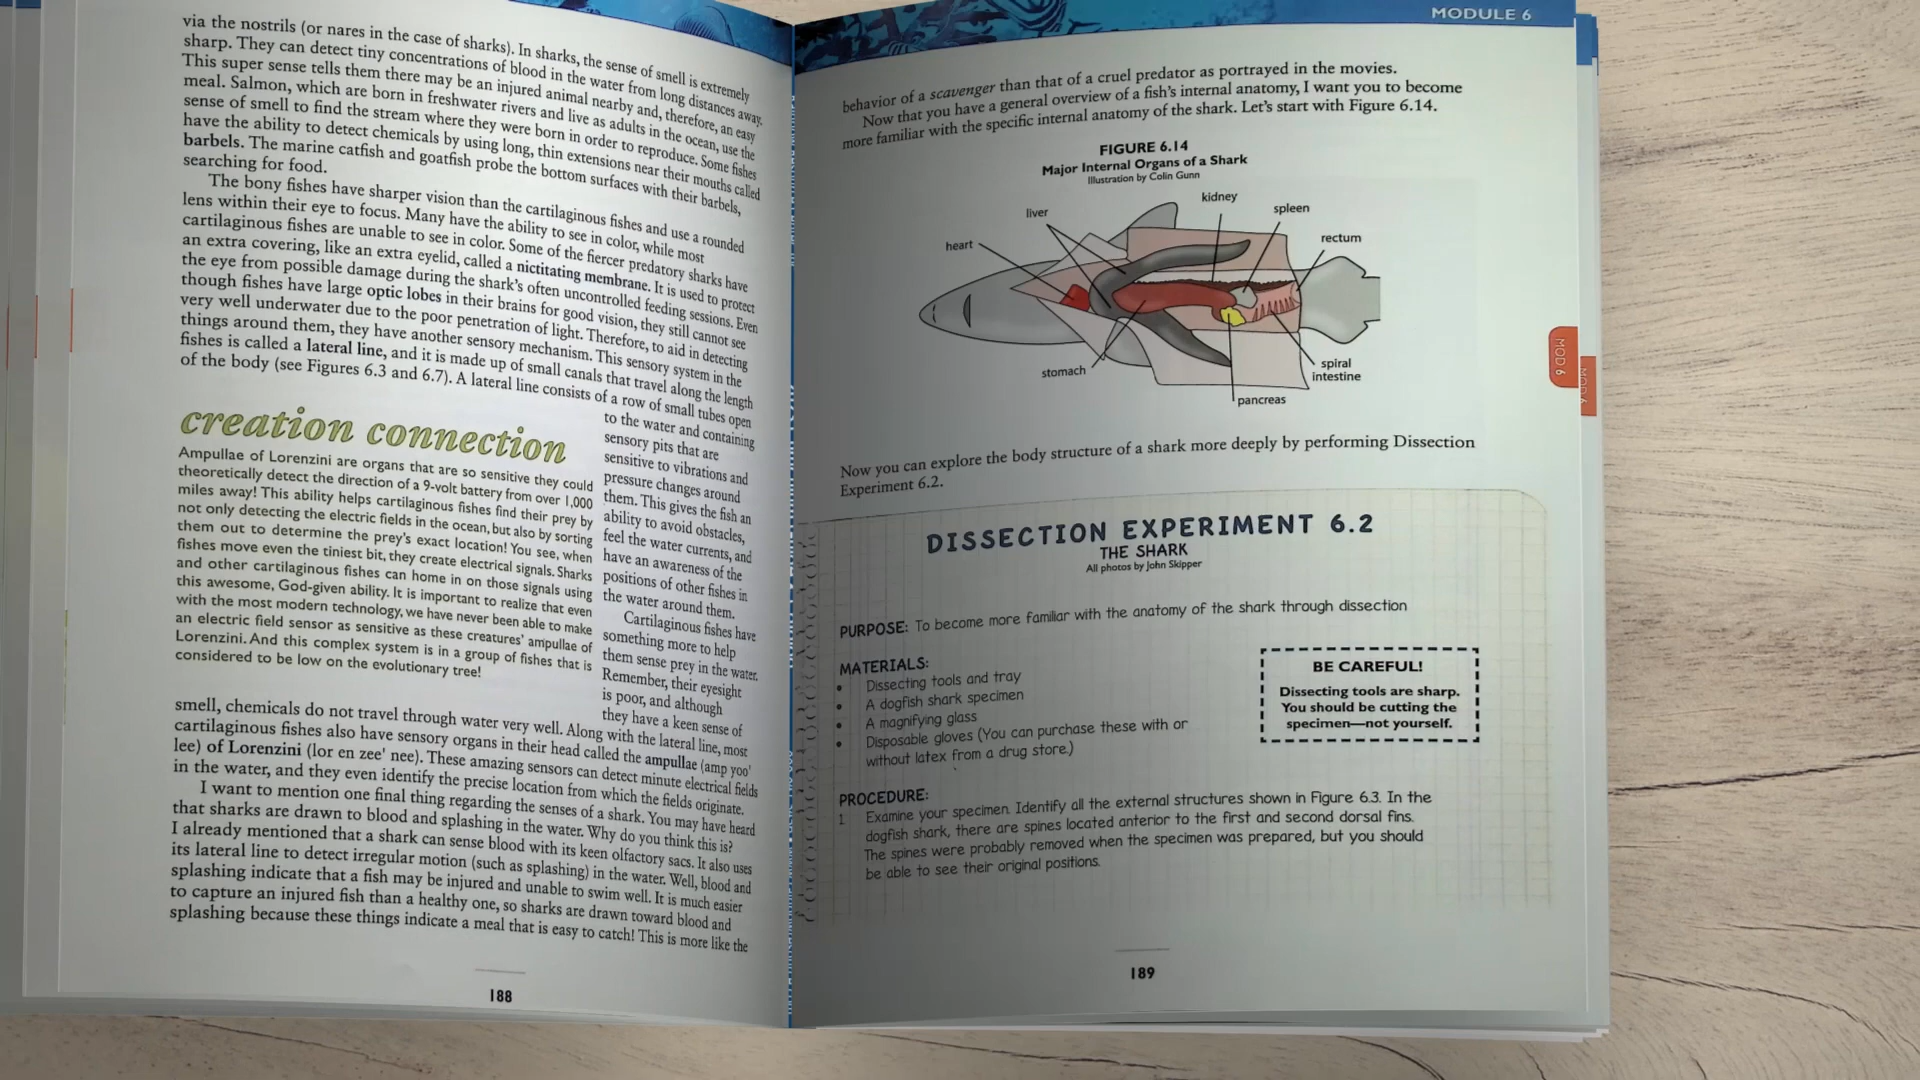 via the nostrils (or nares in the case of sharks). In sharks, the sense of smell is extremely
sharp. They can detect tiny concentrations of blood in the water from long distances away.
This super sense tells them there may be an injured animal nearby and, therefore, an easy
meal. Salmon, which are born in freshwater rivers and live as adults in the ocean, use the
sense of smell to find the stream where they were born in order to reproduce. Some fishes
have the ability to detect chemicals by using long, thin extensions near their mouths called
barbels. The marine catfish and goatfish probe the bottom surfaces with their barbels,
searching for food.
The bony fishes have sharper vision than the cartilaginous fishes and use a rounded
lens within their eye to focus. Many have the ability to see in color, while most
cartilaginous fishes are unable to see in color. Some of the fiercer predatory sharks have
an extra covering, like an extra eyelid, called a nictitating membrane. It is used to protect
the eye from possible damage during the shark's often uncontrolled feeding sessions. Even
though fishes have large optic lobes in their brains for good vision, they still cannot see
very well underwater due to the poor penetration of light. Therefore, to aid in detecting
things around them, they have another sensory mechanism. This sensory system in the
fishes is called a lateral line, and it is made up of small canals that travel along the length
of the body (see Figures 6.3 and 6.7). A lateral line consists of a row of small tubes open
to the water and containing
sensory pits that are
sensitive to vibrations and
pressure changes around
them. This gives the fish an
ability to avoid obstacles,
feel the water currents, and
have an awareness of the
positions of other fishes in
the water around them.
Cartilaginous fishes have
something more to help
them sense prey in the water.
Remember, their eyesight
is poor, and although
they have a keen sense of
creation connection
Ampullae of Lorenzini are organs that are so sensitive they could
theoretically detect the direction of a 9-volt battery from over 1,000
miles away! This ability helps cartilaginous fishes find their prey by
not only detecting the electric fields in the ocean, but also by sorting
them out to determine the prey's exact location! You see, when
fishes move even the tiniest bit, they create electrical signals. Sharks
and other cartilaginous fishes can home in on those signals using
this awesome, God-given ability. It is important to realize that even
with the most modern technology, we have never been able to make
an electric field sensor as sensitive as these creatures' ampullae of
Lorenzini. And this complex system is in a group of fishes that is
considered to be low on the evolutionary tree!
smell, chemicals do not travel through water very well. Along with the lateral line, most
cartilaginous fishes also have sensory organs in their head called the ampullae (amp yoo'
lee) of Lorenzini (lor en zee' nee). These amazing sensors can detect minute electrical fields
in the water, and they even identify the precise location from which the fields originate.
I want to mention one final thing regarding the senses of a shark. You may have heard
that sharks are drawn to blood and splashing in the water. Why do you think this is?
I already mentioned that a shark can sense blood with its keen olfactory sacs. It also uses
its lateral line to detect irregular motion (such as splashing) in the water. Well, blood and
splashing indicate that a fish may be injured and unable to swim well. It is much easier
to capture an injured fish than a healthy one, so sharks are drawn toward blood and
splashing because these things indicate a meal that is easy to catch! This is more like the
188
MODULE 6
behavior of a scavenger than that of a cruel predator as portrayed in the movies.
Now that you have a general overview of a fish's internal anatomy, I want you to become
more familiar with the specific internal anatomy of the shark. Let's start with Figure 6.14.
FIGURE 6.14
Major Internal Organs of a Shark
Illustration by Colin Gunn
kidney
liver
spleen
heart
rectum
stomach
spiral
intestine
pancreas
MOD 6
MOD 6
Now you can explore the body structure of a shark more deeply by performing Dissection
Experiment 6.2.
DISSECTION EXPERIMENT 6.2
THE SHARK
All photos by John Skipper
PURPOSE: To become more familiar with the anatomy of the shark through dissection
MATERIALS:
• Dissecting tools and tray
• A dogfish shark specimen
• A magnifying glass
• Disposable gloves (You can purchase these with or
without latex from a drug store.)
BE CAREFUL!
Dissecting tools are sharp.
You should be cutting the
specimen—not yourself.
PROCEDURE:
1 Examine your specimen. Identify all the external structures shown in Figure 6.3. In the
dogfish shark, there are spines located anterior to the first and second dorsal fins.
The spines were probably removed when the specimen was prepared, but you should
be able to see their original positions.
189